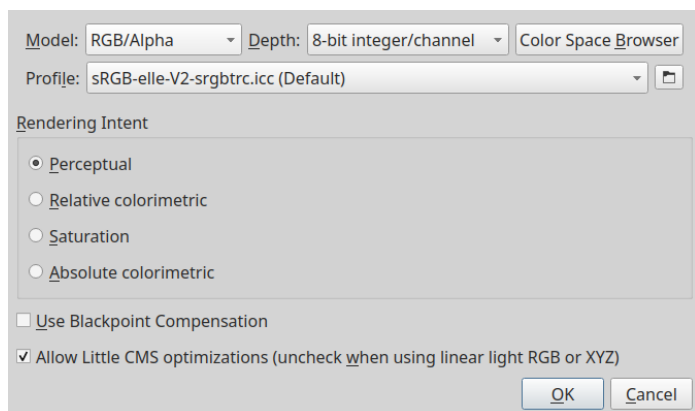 Model: RGB/Alpha Depth: 8-bit integer/channel Color Space Browser
Profile: sRGB-elle-V2-srgbtrc.icc (Default)
Rendering Intent
Perceptual
Relative colorimetric
Saturation
Absolute colorimetric
Use Blackpoint Compensation
Allow Little CMS optimizations (uncheck when using linear light RGB or XYZ)
OK Cancel